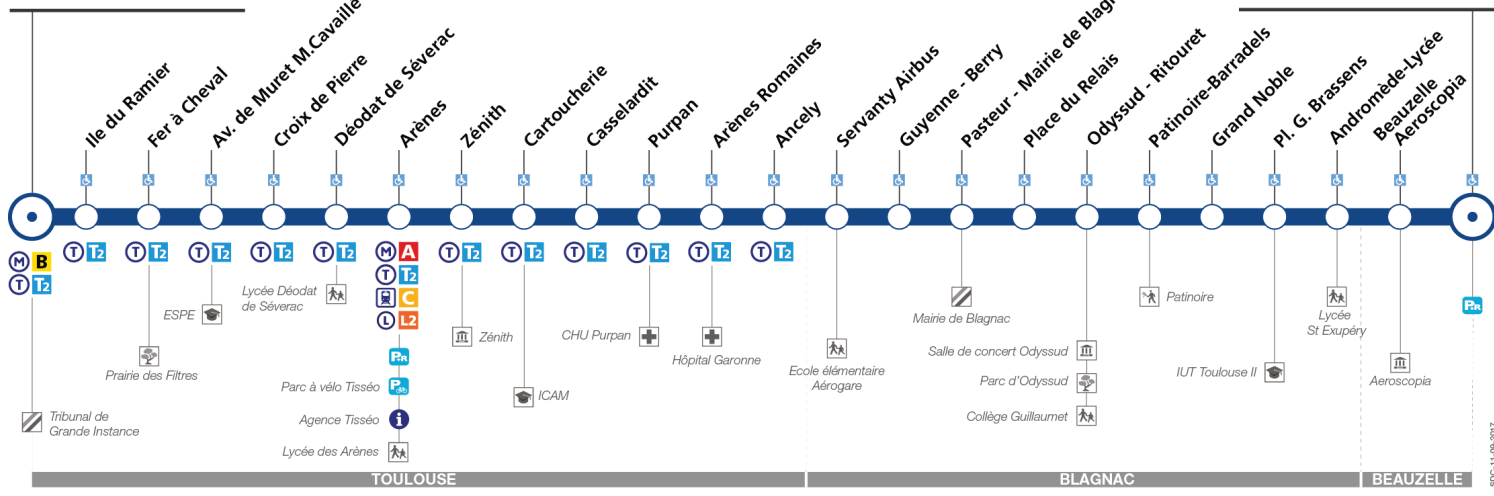 Ile du Ramier
Fer à Cheval
Av. de Muret M.Cavaille
Croix de Pierre
Déodat de Séverac
Arènes
Zénith
Cartoucherie
Casselardit
Purpan
Arènes Romaines
Ancely
Servanty Airbus
Guyenne - Berry
Pasteur - Mairie de Blagn
Place du Relais
Odyssud - Ritouret
Patinoire-Barradels
Grand Noble
Pl. G. Brassens
Andromède-Lycée
Beauzelle
Aeroscopia
M B
T T2
T T2
T T2
T T2
T T2
T T2
M A
T T2
C
L L2
T T2
T T2
T T2
T T2
T T2
T T2
Tribunal de
Grande Instance
Prairie des Filtres
ESPE
Lycée Déodat
de Séverac
P+R
Parc à vélo Tisséo
P
Agence Tisséo
i
Lycée des Arènes
Zénith
ICAM
CHU Purpan
Hôpital Garonne
Ecole élémentaire
Aérogare
Mairie de Blagnac
Salle de concert Odyssud
Parc d'Odyssud
Collège Guillaumet
Patinoire
IUT Toulouse II
Lycée
St Exupéry
Aeroscopia
P+R
TOULOUSE
BLAGNAC
BEAUZELLE
SDC-11-09-2017